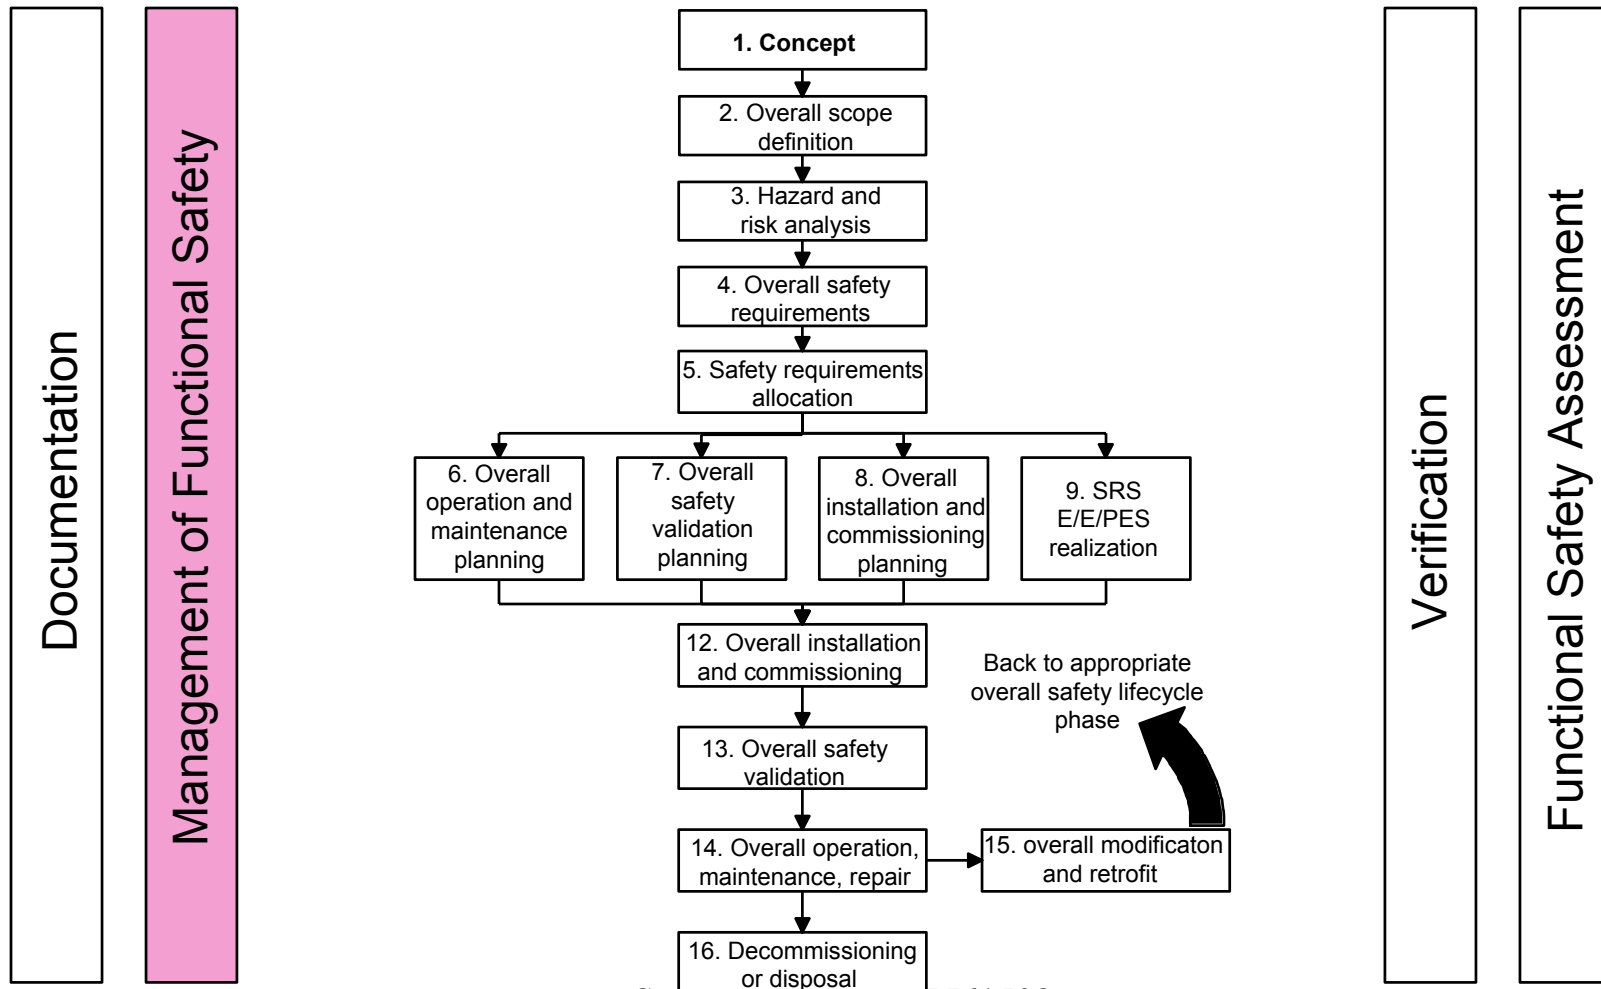 Documentation
Management of Functional Safety
1. Concept
2. Overall scope
definition
3. Hazard and
risk analysis
4. Overall safety
requirements
5. Safety requirements
allocation
6. Overall
operation and
maintenance
planning
7. Overall
safety
validation
planning
8. Overall
installation and
commissioning
planning
9. SRS
E/E/PES
realization
12. Overall installation
and commissioning
Back to appropriate
overall safety lifecycle
phase
13. Overall safety
validation
14. Overall operation,
maintenance, repair
15. overall modificaton
and retrofit
16. Decommissioning
or disposal
Verification
Functional Safety Assessment